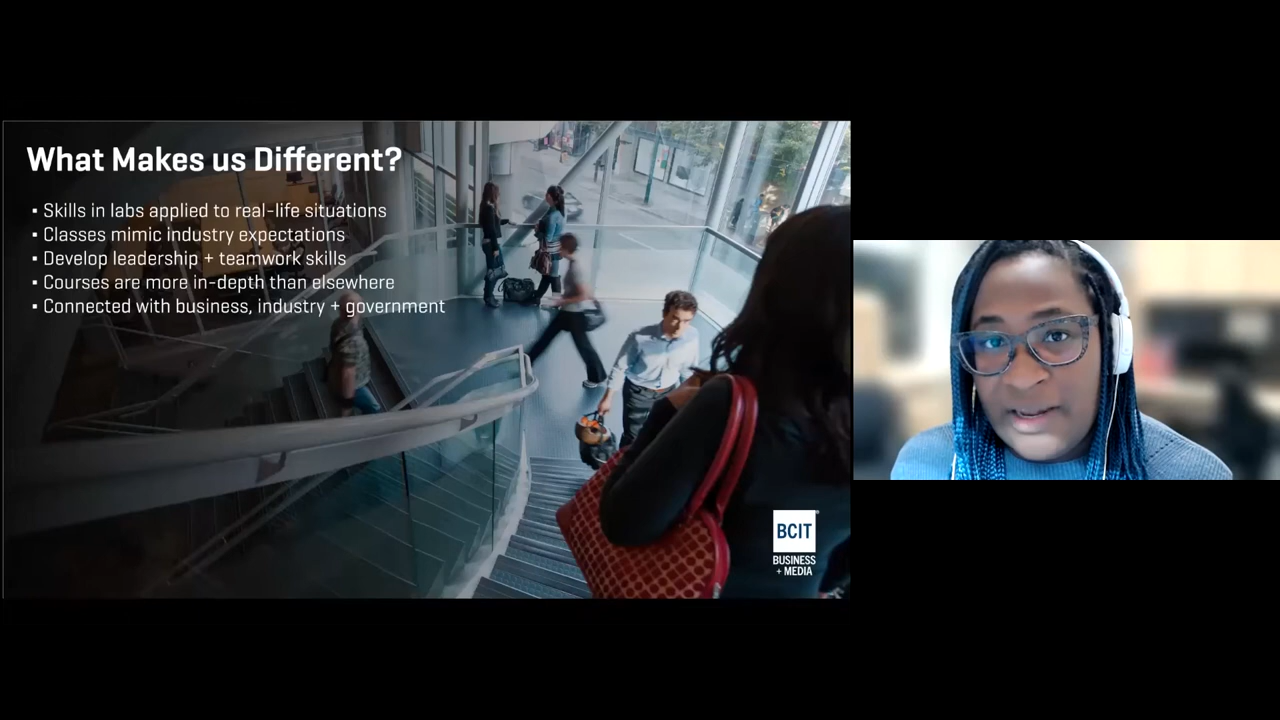 What Makes us Different?
▪ Skills in labs applied to real-life situations
▪ Classes mimic industry expectations
▪ Develop leadership + teamwork skills
▪ Courses are more in-depth than elsewhere
▪ Connected with business, industry + government
BCIT
BUSINESS
+ MEDIA